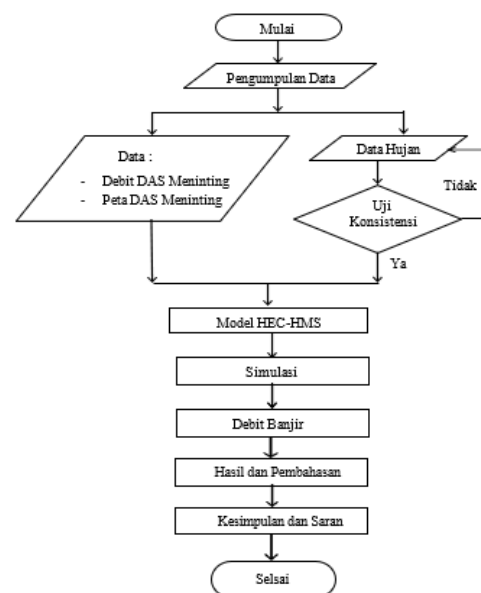 Mulai
Pengumpulan Data
Data :
- Debit DAS Meninting
- Peta DAS Meninting
Data Hujan
Tidak
Uji
Konsistensi
Ya
Model HEC-HMS
Simulasi
Debit Banjir
Hasil dan Pembahasan
Kesimpulan dan Saran
Selsai